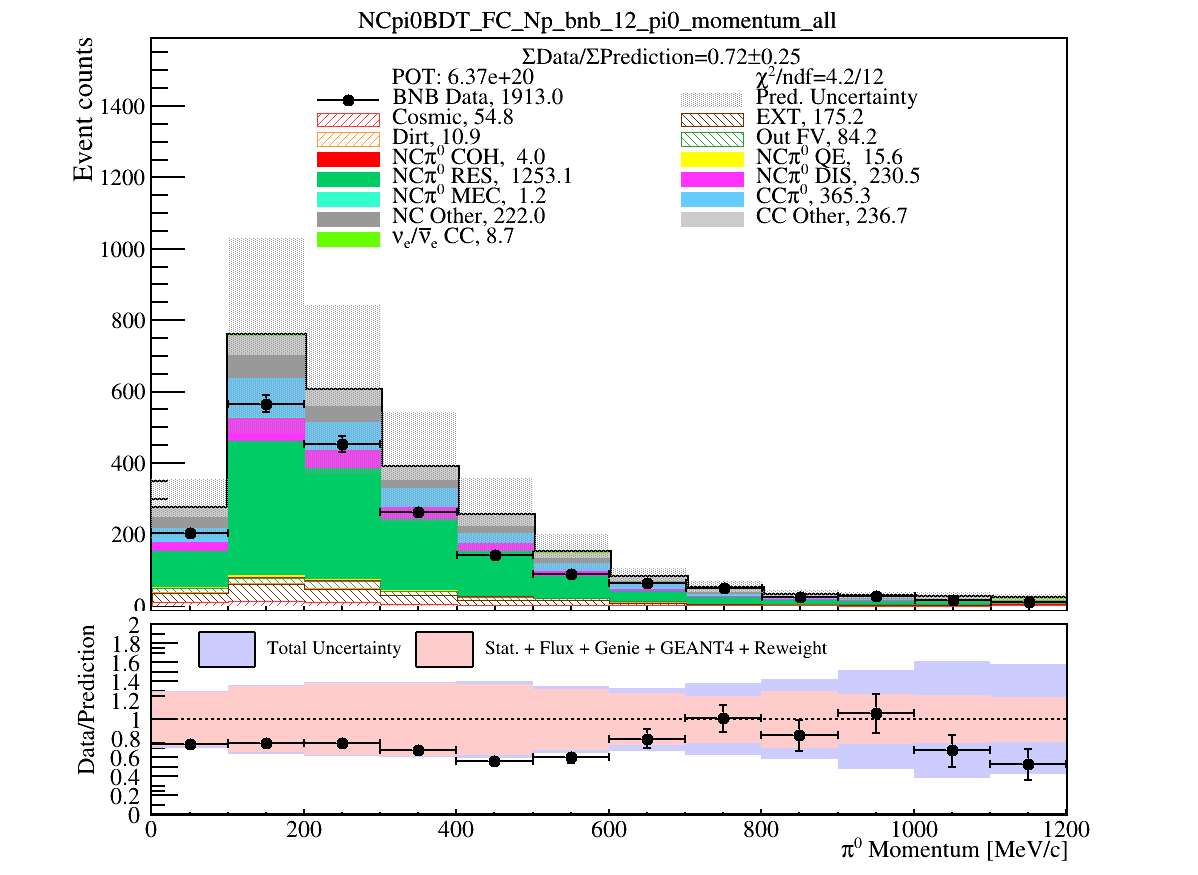 NCpi0BDT_FC_Np_bnb_12_pi0_momentum_all
ΣData/ΣPrediction=0.72±0.25
POT: 6.37e+20 χ²/ndf=4.2/12
BNB Data, 1913.0 Pred. Uncertainty
Cosmic, 54.8 EXT, 175.2
Dirt, 10.9 Out FV, 84.2
NCπ⁰ COH, 4.0 NCπ⁰ QE, 15.6
NCπ⁰ RES, 1253.1 NCπ⁰ DIS, 230.5
NCπ⁰ MEC, 1.2 CCπ⁰, 365.3
NC Other, 222.0 CC Other, 236.7
νₑ/ν̅ₑ CC, 8.7
Event counts
1400
1200
1000
800
600
400
200
0
Total Uncertainty Stat. + Flux + Genie + GEANT4 + Reweight
Data/Prediction
2
1.8
1.6
1.4
1.2
1
0.8
0.6
0.4
0.2
0
0 200 400 600 800 1000 1200
π⁰ Momentum [MeV/c]